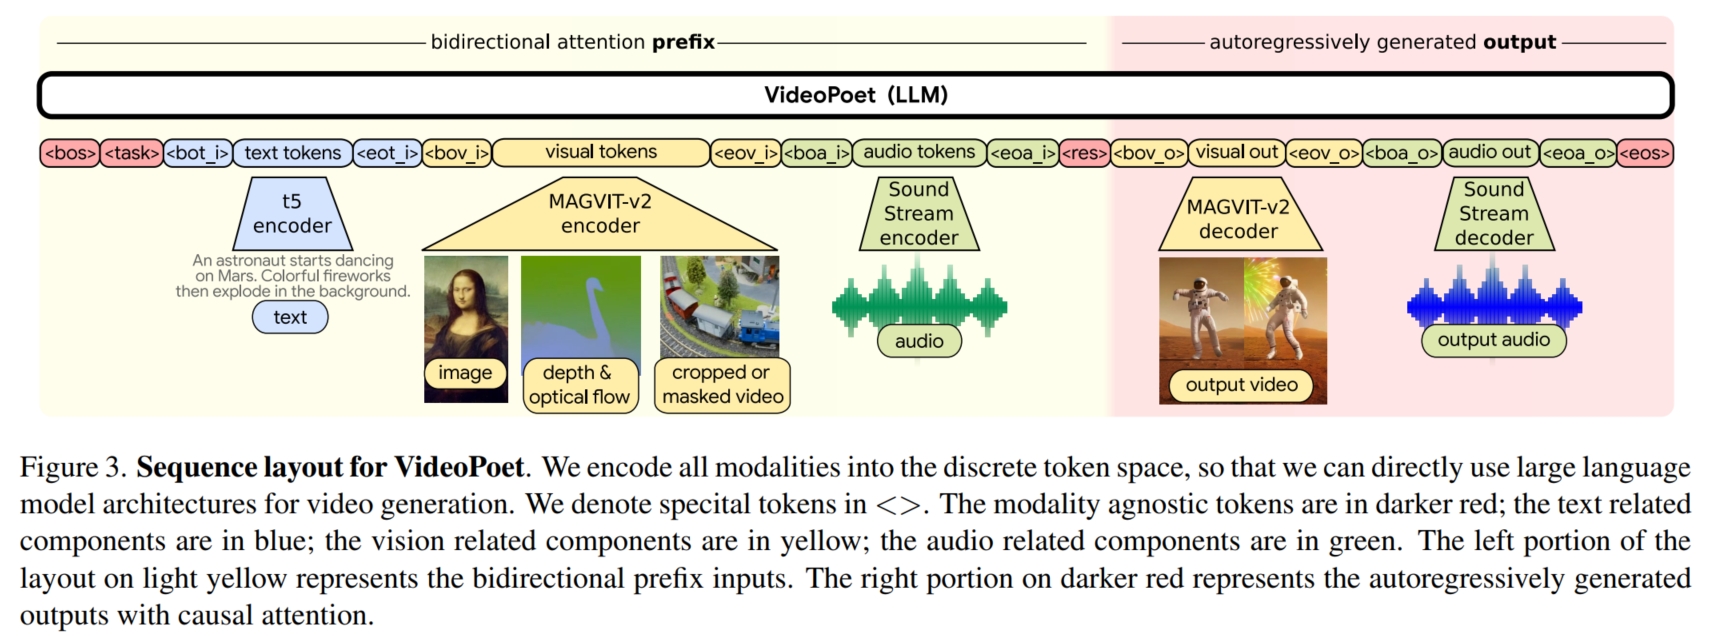 bidirectional attention prefix
autoregressively generated output
VideoPoet (LLM)
<bos> <task> <bot_i> text tokens <eot_i> <bov_i> visual tokens <eov_i> <boa_i> audio tokens <eoa_i> <res> <bov_o> visual out <eov_o> <boa_o> audio out <eoa_o> <eos>
t5
encoder
An astronaut starts dancing
on Mars. Colorful fireworks
then explode in the background.
text
MAGVIT-v2
encoder
image
depth &
optical flow
cropped or
masked video
Sound
Stream
encoder
audio
MAGVIT-v2
decoder
output video
Sound
Stream
decoder
output audio
Figure 3. Sequence layout for VideoPoet. We encode all modalities into the discrete token space, so that we can directly use large language
model architectures for video generation. We denote specital tokens in <>. The modality agnostic tokens are in darker red; the text related
components are in blue; the vision related components are in yellow; the audio related components are in green. The left portion of the
layout on light yellow represents the bidirectional prefix inputs. The right portion on darker red represents the autoregressively generated
outputs with causal attention.